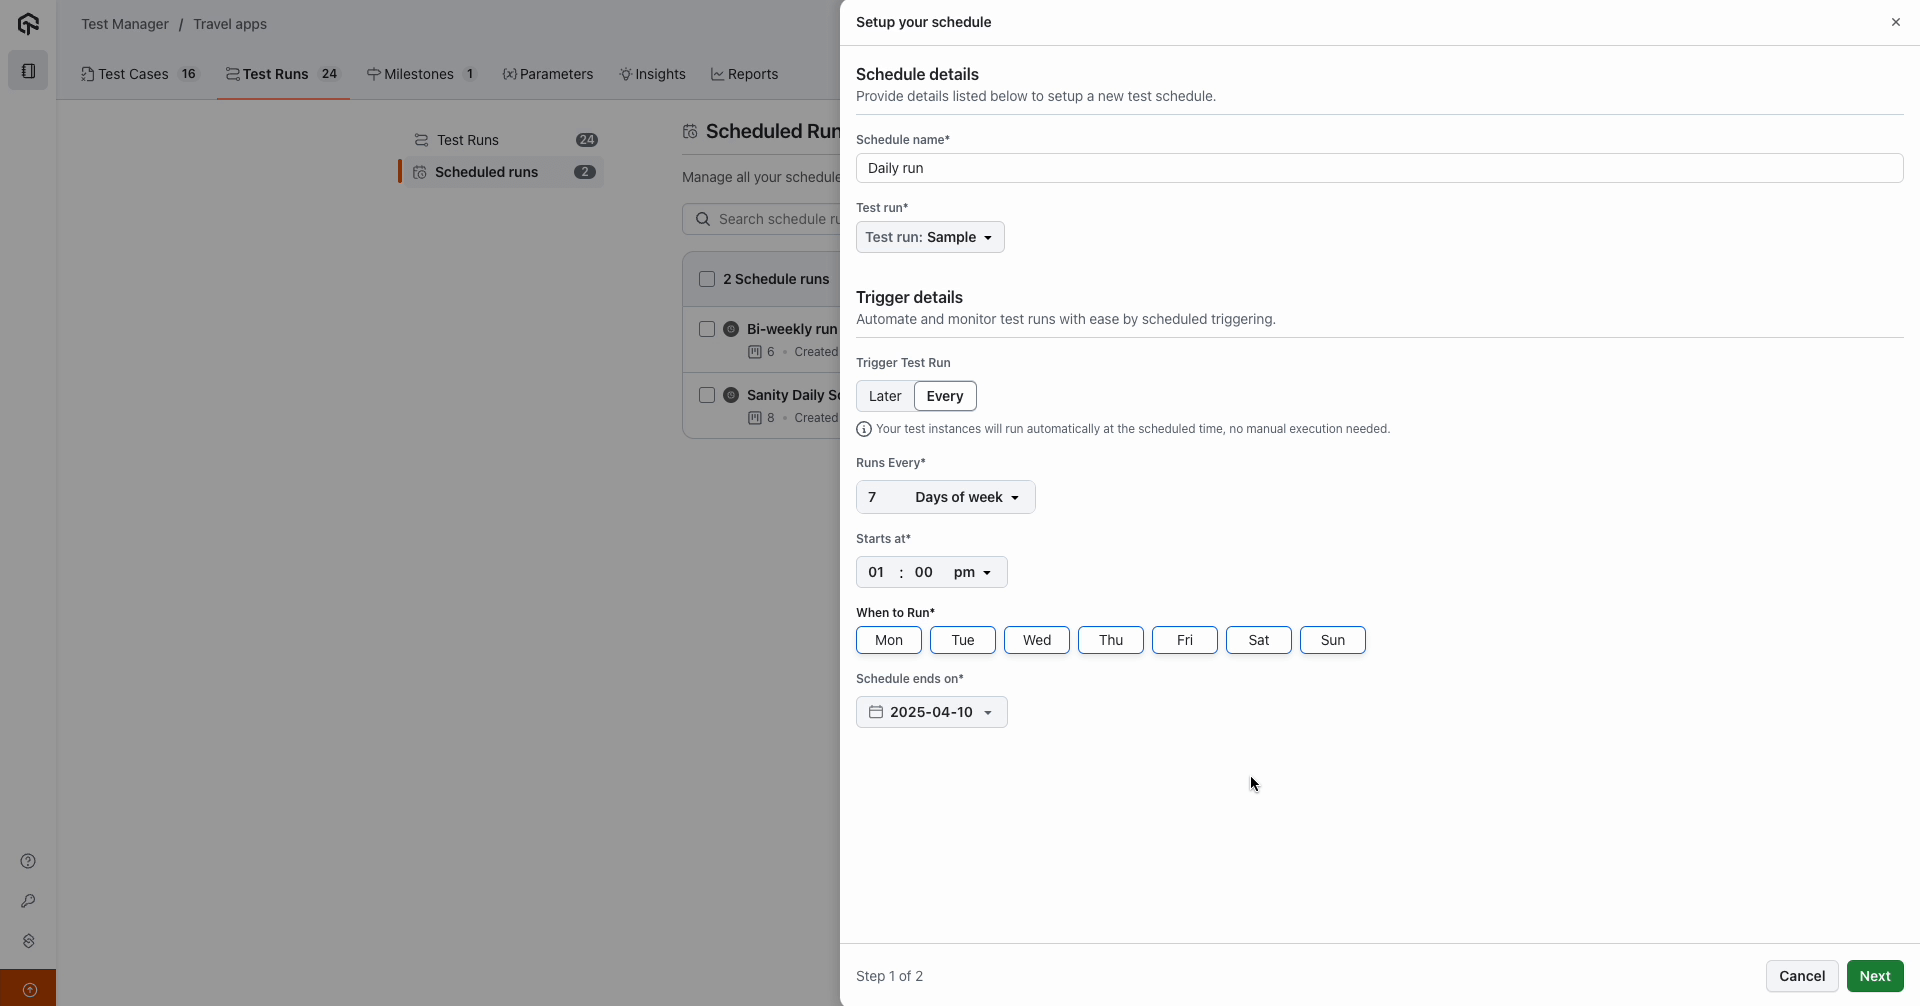 Test Manager / Travel apps
Test Cases 16 Test Runs 24 Milestones 1 Parameters Insights Reports
Test Runs 24
Scheduled runs 2
Scheduled Run
Manage all your schedule
Search schedule ru
2 Schedule runs
Bi-weekly run
6 • Created
Sanity Daily Sc
8 • Created
Setup your schedule
Schedule details
Provide details listed below to setup a new test schedule.
Schedule name*
Daily run
Test run*
Test run: Sample
Trigger details
Automate and monitor test runs with ease by scheduled triggering.
Trigger Test Run
Later Every
Your test instances will run automatically at the scheduled time, no manual execution needed.
Runs Every*
7 Days of week
Starts at*
01 : 00 pm
When to Run*
Mon Tue Wed Thu Fri Sat Sun
Schedule ends on*
2025-04-10
Step 1 of 2
Cancel Next